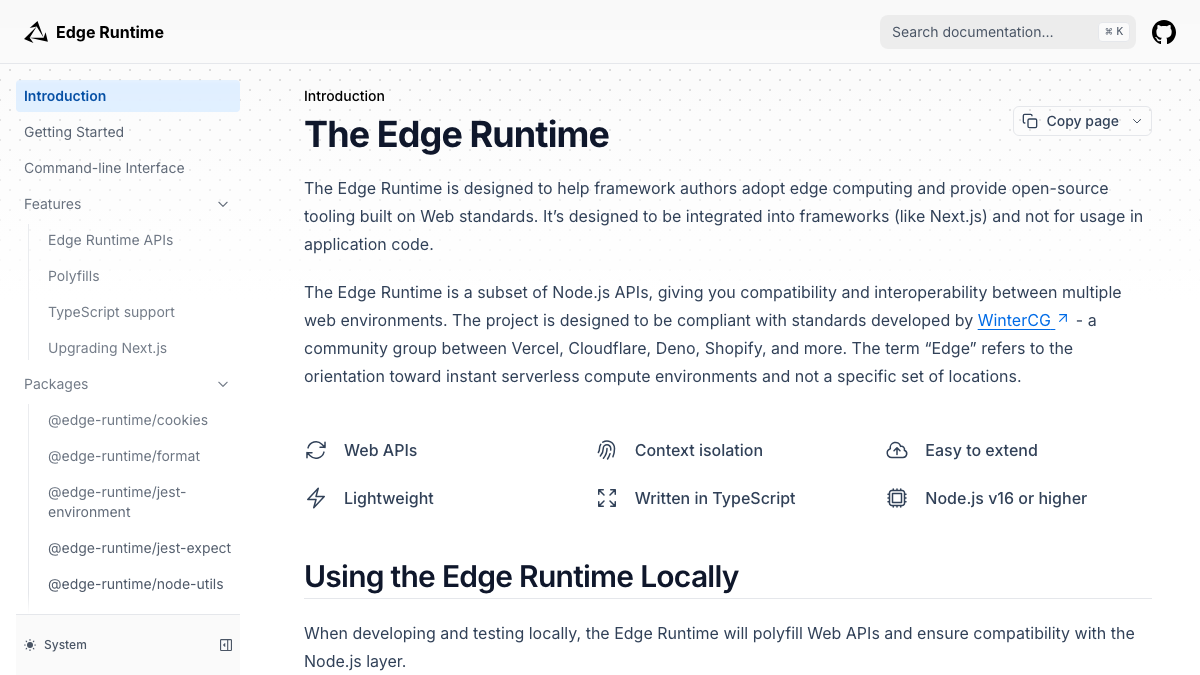 Edge Runtime
Search documentation…
⌘ K
Introduction
Getting Started
Command-line Interface
Features
Edge Runtime APIs
Polyfills
TypeScript support
Upgrading Next.js
Packages
@edge-runtime/cookies
@edge-runtime/format
@edge-runtime/jest-
environment
@edge-runtime/jest-expect
@edge-runtime/node-utils
System
Introduction
Copy page
The Edge Runtime
The Edge Runtime is designed to help framework authors adopt edge computing and provide open-source
tooling built on Web standards. It’s designed to be integrated into frameworks (like Next.js) and not for usage in
application code.
The Edge Runtime is a subset of Node.js APIs, giving you compatibility and interoperability between multiple
web environments. The project is designed to be compliant with standards developed by WinterCG - a
community group between Vercel, Cloudflare, Deno, Shopify, and more. The term “Edge” refers to the
orientation toward instant serverless compute environments and not a specific set of locations.
Web APIs
Context isolation
Easy to extend
Lightweight
Written in TypeScript
Node.js v16 or higher
Using the Edge Runtime Locally
When developing and testing locally, the Edge Runtime will polyfill Web APIs and ensure compatibility with the
Node.js layer.